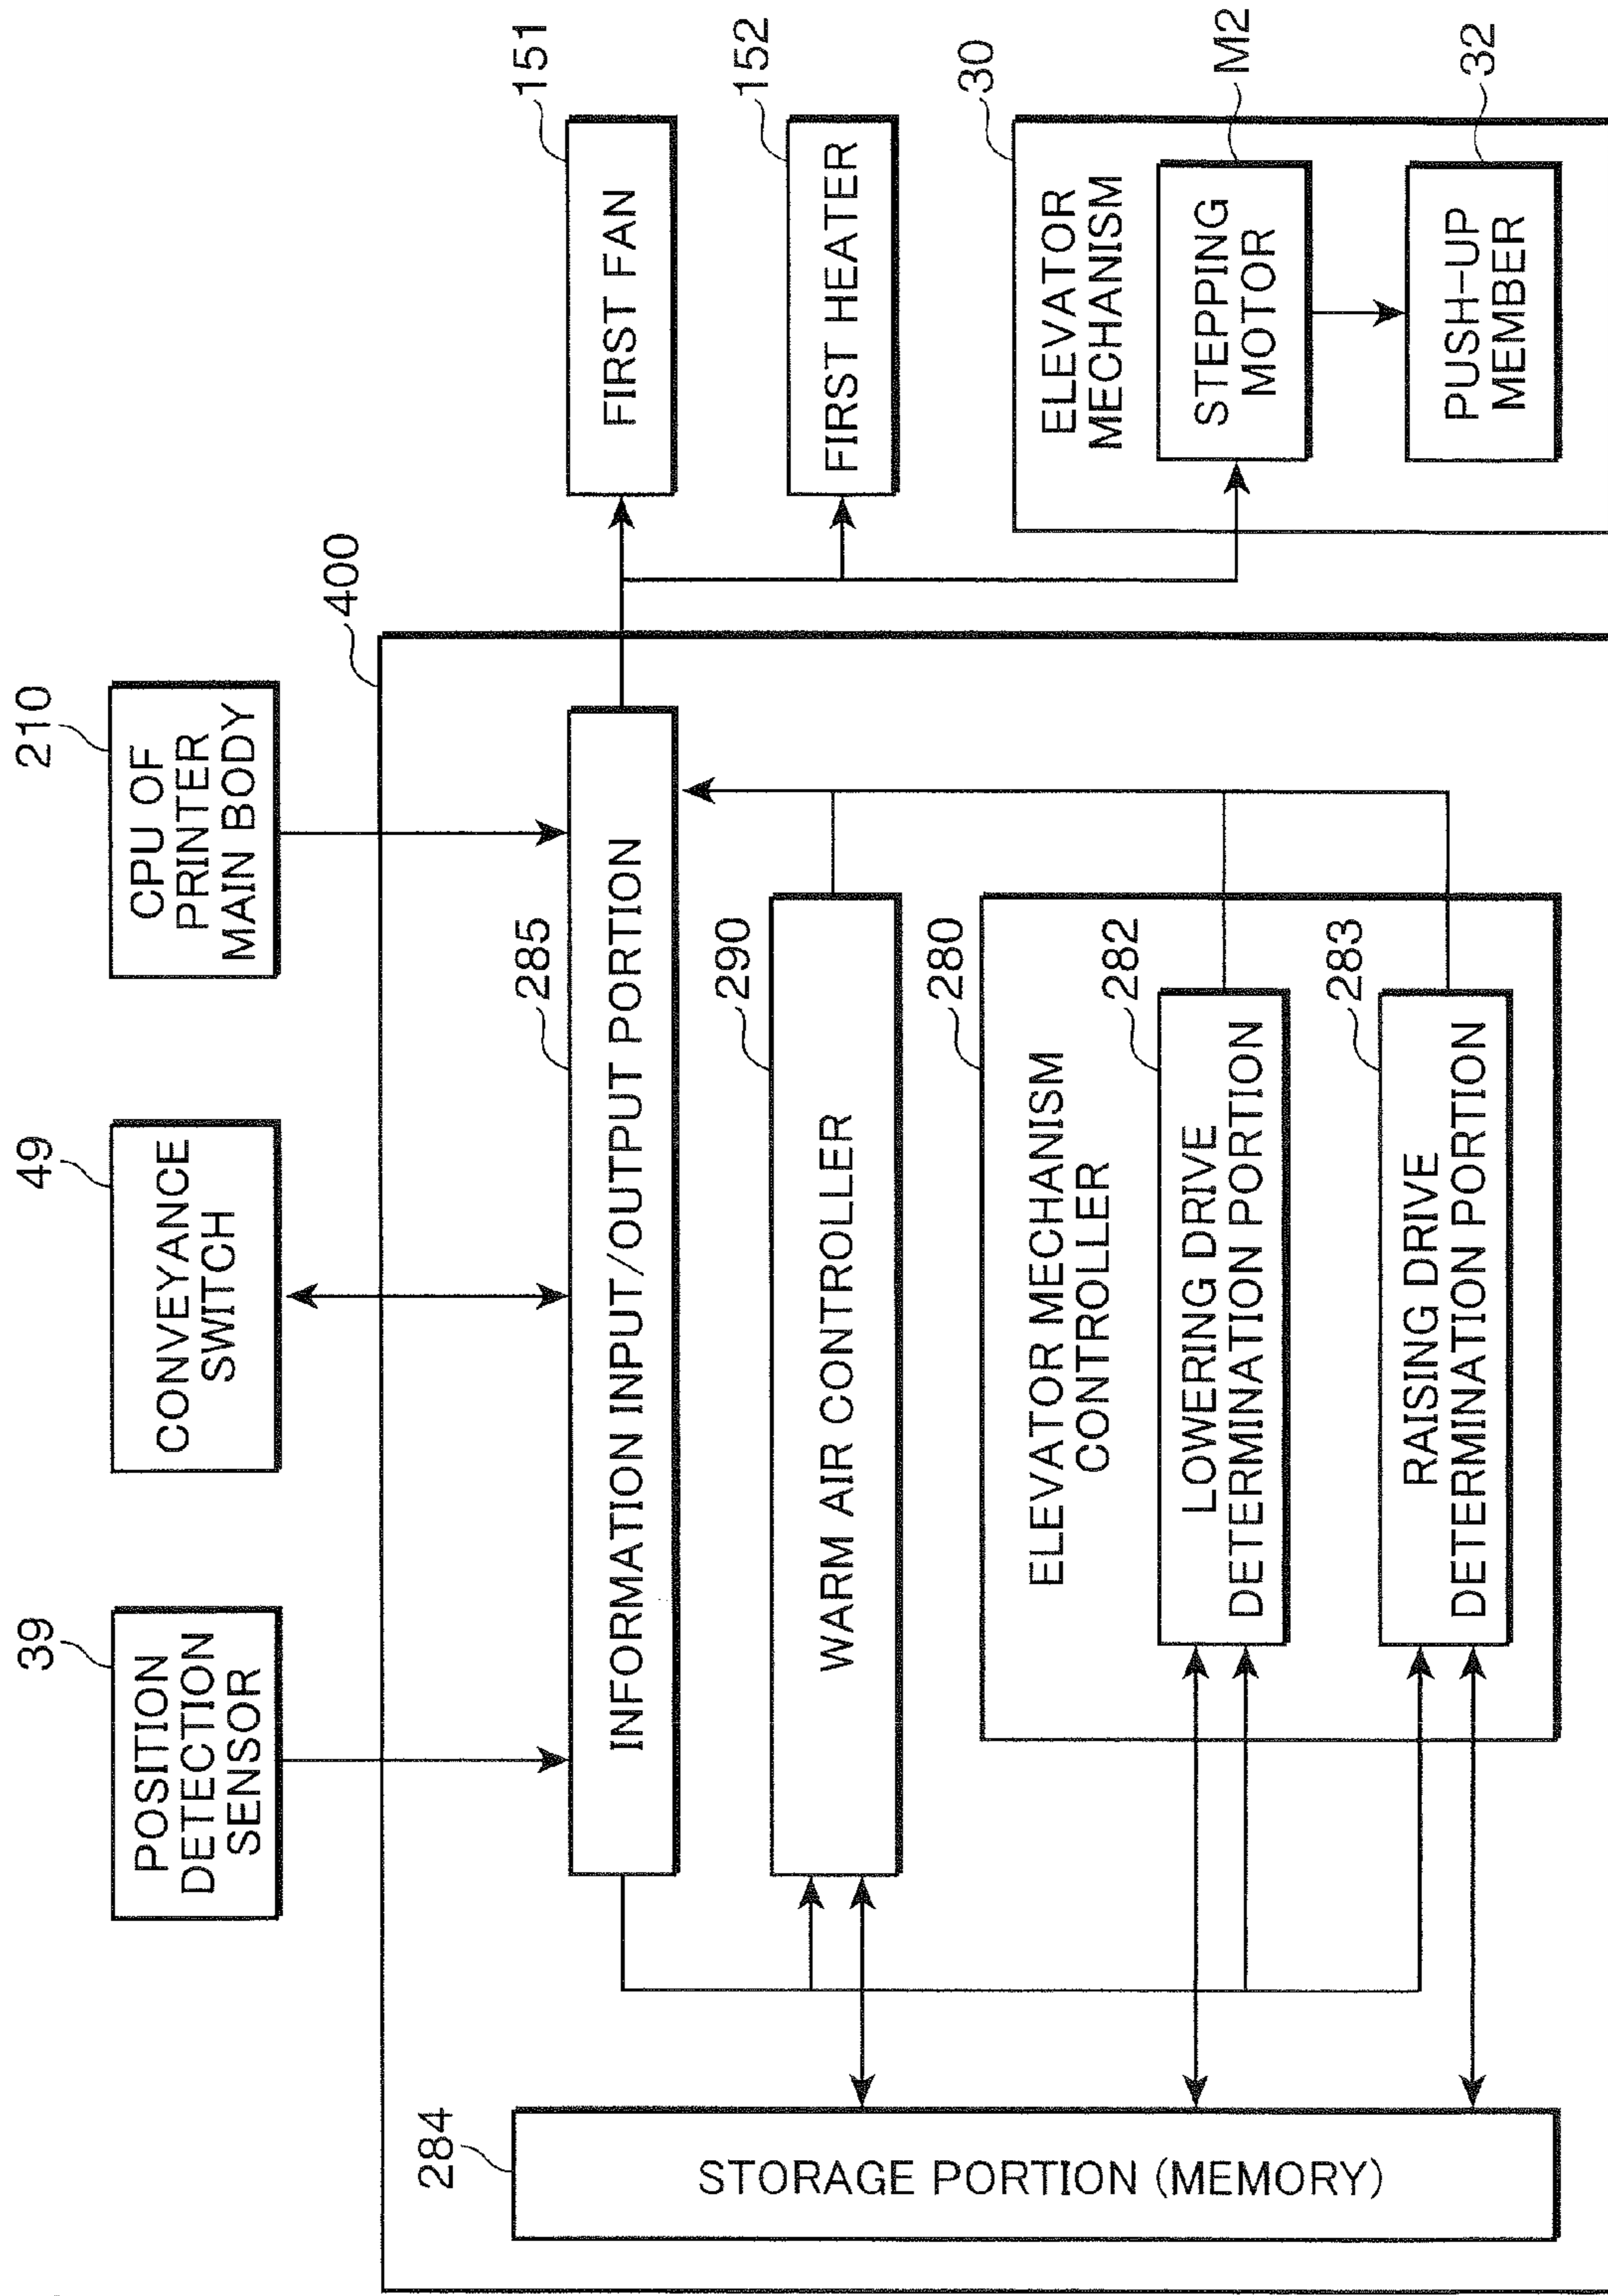 39
POSITION
DETECTION
SENSOR
49
CONVEYANCE
SWITCH
210
CPU OF
PRINTER
MAIN BODY
400
284
STORAGE PORTION (MEMORY)
285
INFORMATION INPUT/OUTPUT PORTION
290
WARM AIR CONTROLLER
280
ELEVATOR MECHANISM
CONTROLLER
282
LOWERING DRIVE
DETERMINATION PORTION
283
RAISING DRIVE
DETERMINATION PORTION
151
FIRST FAN
152
FIRST HEATER
30
ELEVATOR
MECHANISM
M2
STEPPING
MOTOR
32
PUSH-UP
MEMBER